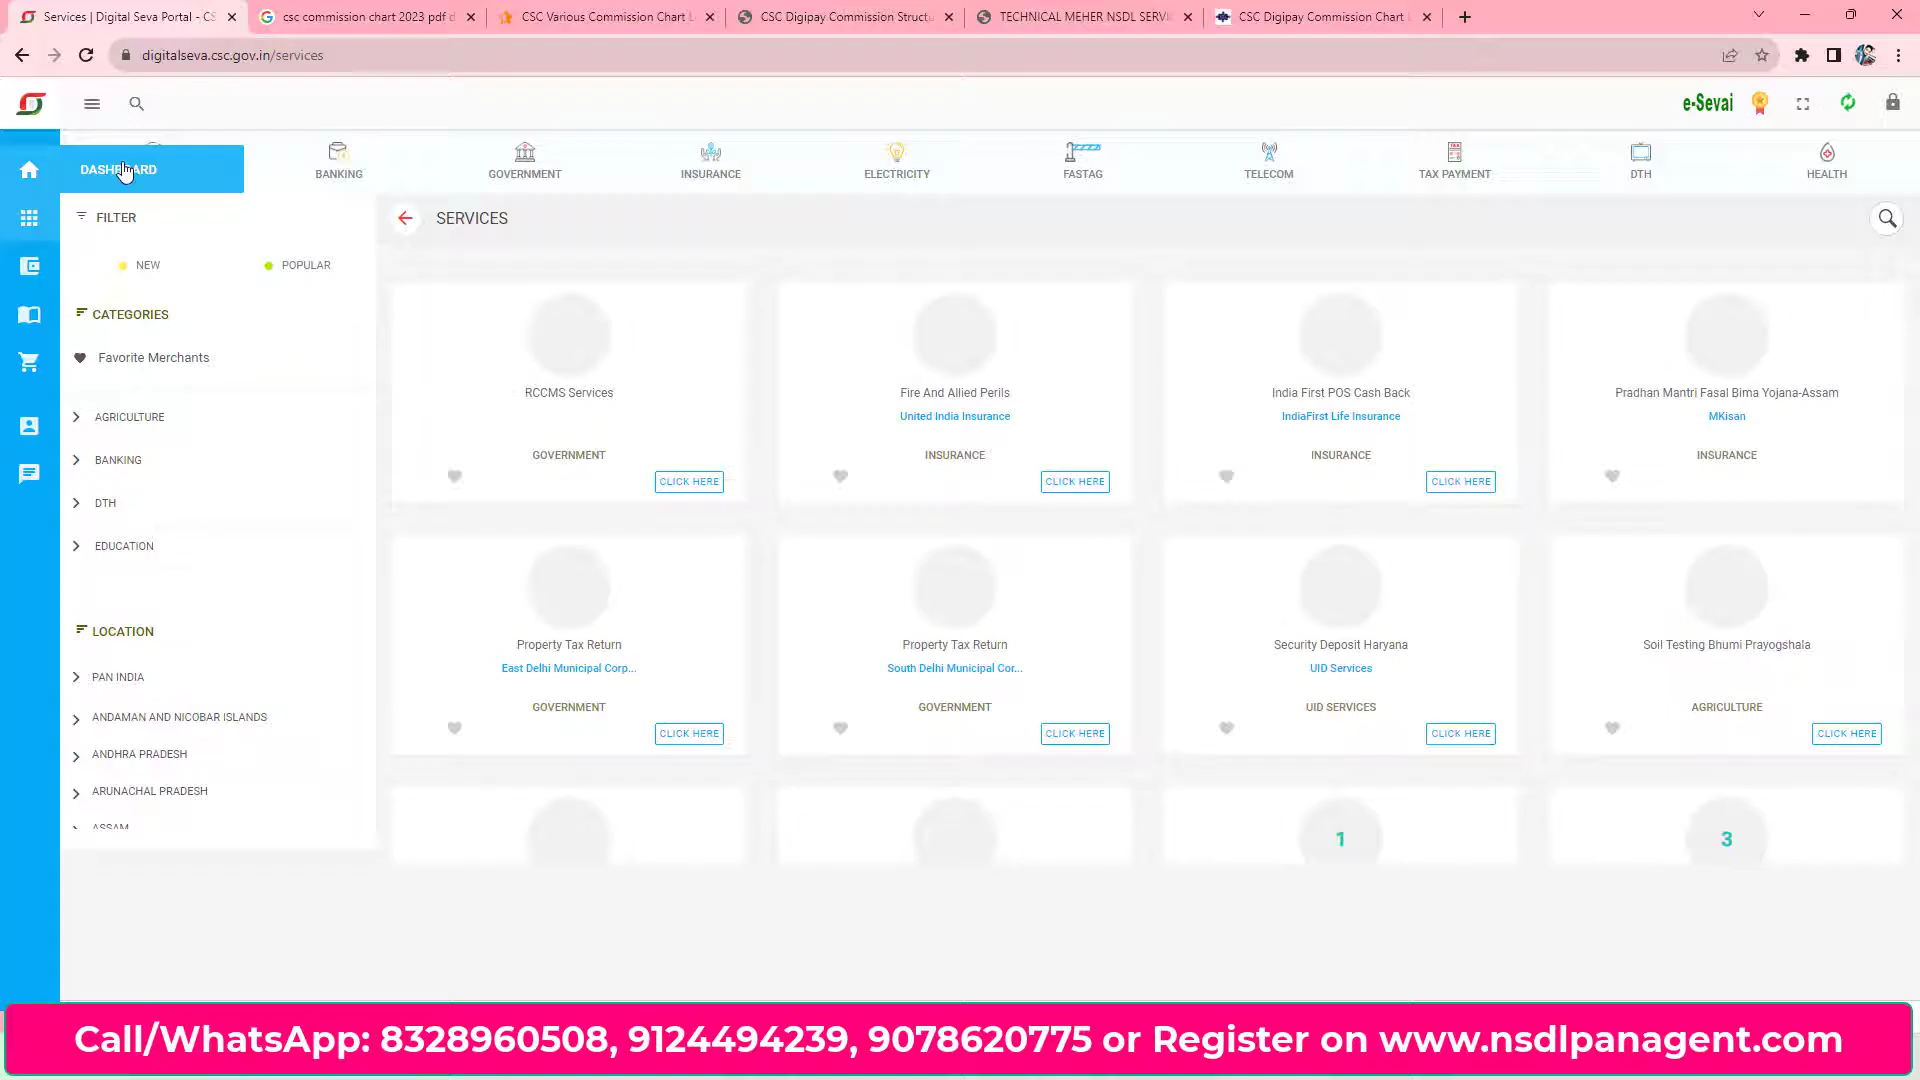 Services | Digital Seva Portal - CS
csc commission chart 2023 pdf d
CSC Various Commission Chart L
CSC Digipay Commission Structu
TECHNICAL MEHER NSDL SERVI
CSC Digipay Commission Chart
digitalseva.csc.gov.in/services
e-Sevai
DASHBOARD
BANKING
GOVERNMENT
INSURANCE
ELECTRICITY
FASTAG
TELECOM
TAX PAYMENT
DTH
HEALTH
FILTER
NEW
POPULAR
CATEGORIES
Favorite Merchants
AGRICULTURE
BANKING
DTH
EDUCATION
LOCATION
PAN INDIA
ANDAMAN AND NICOBAR ISLANDS
ANDHRA PRADESH
ARUNACHAL PRADESH
ASSAM
SERVICES
RCCMS Services
GOVERNMENT
CLICK HERE
Fire And Allied Perils
United India Insurance
INSURANCE
CLICK HERE
India First POS Cash Back
IndiaFirst Life Insurance
INSURANCE
CLICK HERE
Pradhan Mantri Fasal Bima Yojana-Assam
MKisan
INSURANCE
Property Tax Return
East Delhi Municipal Corp...
GOVERNMENT
CLICK HERE
Property Tax Return
South Delhi Municipal Cor...
GOVERNMENT
CLICK HERE
Security Deposit Haryana
UID Services
UID SERVICES
CLICK HERE
Soil Testing Bhumi Prayogshala
AGRICULTURE
CLICK HERE
1
3
Call/WhatsApp: 8328960508, 9124494239, 9078620775 or Register on www.nsdlpanagent.com